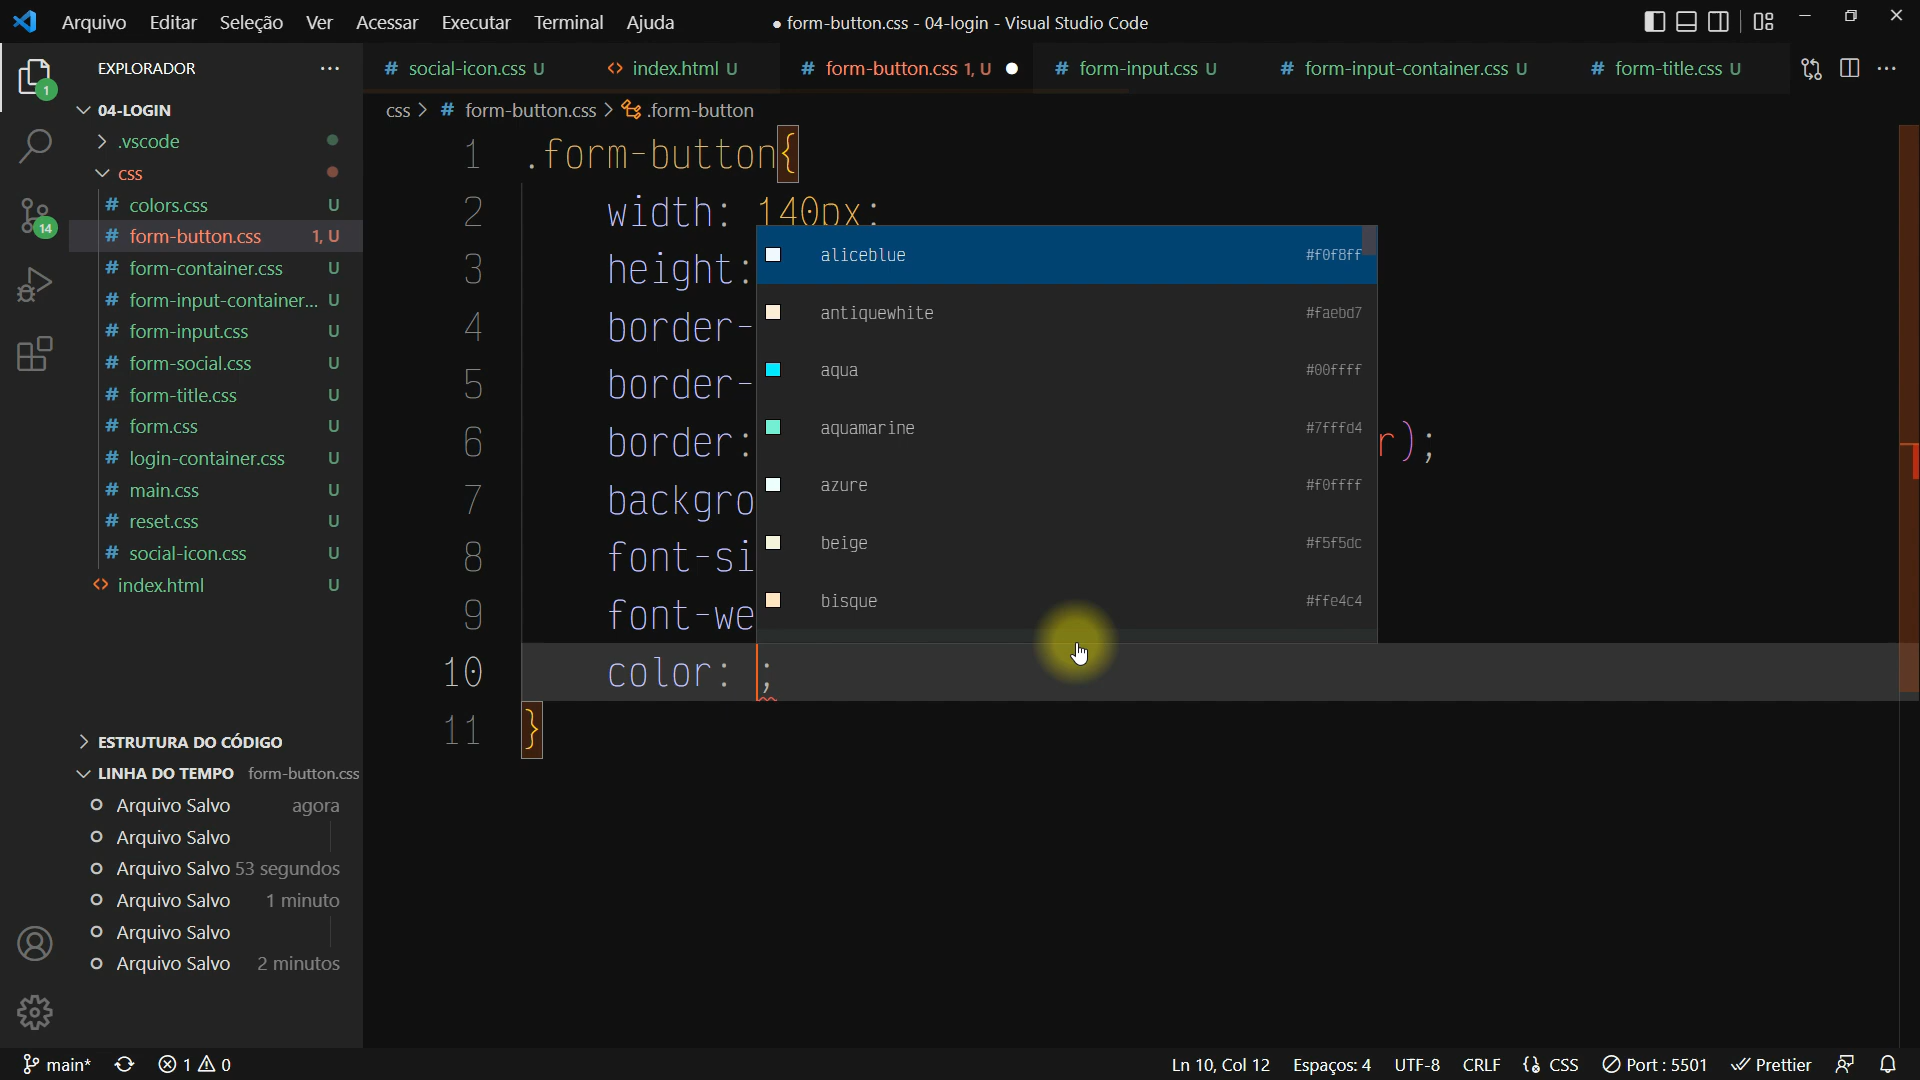 Arquivo Editar Seleção Ver Acessar Executar Terminal Ajuda
● form-button.css - 04-login - Visual Studio Code
EXPLORADOR ···
# social-icon.css U
<> index.html U
# form-button.css 1, U ●
# form-input.css U
# form-input-container.css U
# form-title.css U
css > # form-button.css > .form-button
04-LOGIN
.vscode
css
# colors.css U
# form-button.css 1, U
# form-container.css U
# form-input-container... U
# form-input.css U
# form-social.css U
# form-title.css U
# form.css U
# login-container.css U
# main.css U
# reset.css U
# social-icon.css U
<> index.html U
1
14
ESTRUTURA DO CÓDIGO
LINHA DO TEMPO form-button.css
Arquivo Salvo agora
Arquivo Salvo
Arquivo Salvo 53 segundos
Arquivo Salvo 1 minuto
Arquivo Salvo
Arquivo Salvo 2 minutos
1 .form-button{
2 width: 140px;
3 height:
4 border-
5 border-
6 border: r);
7 backgro
8 font-si
9 font-we
10 color: ;
11 }
aliceblue #f0f8ff
antiquewhite #faebd7
aqua #00ffff
aquamarine #7fffd4
azure #f0ffff
beige #f5f5dc
bisque #ffe4c4
main* 1 0
Ln 10, Col 12 Espaços: 4 UTF-8 CRLF {} CSS Port : 5501 Prettier